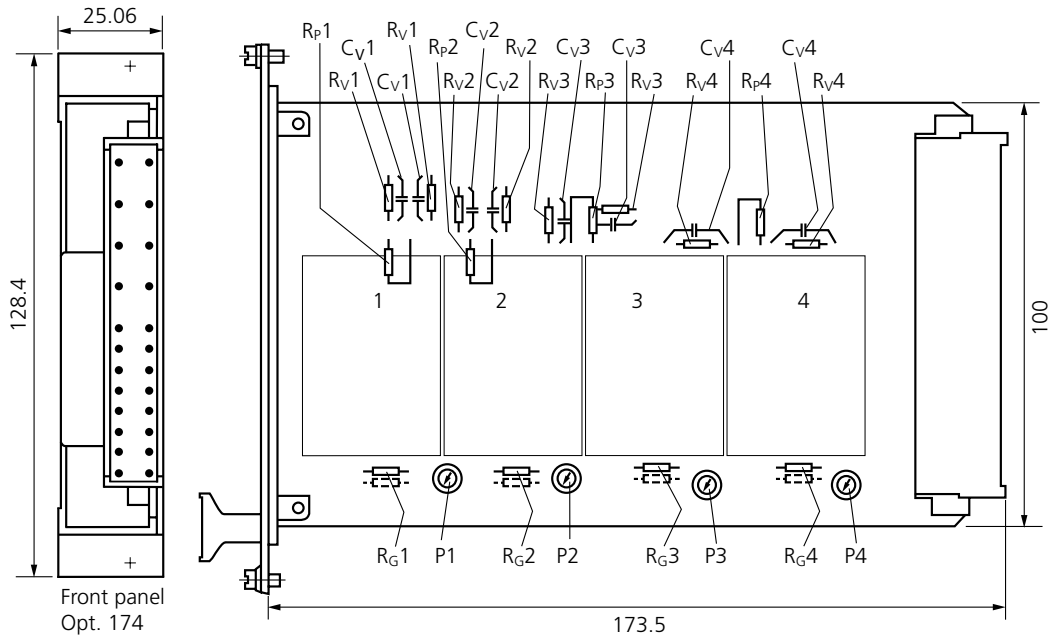 25.06
RP1
CV1
RV1
RP2
CV2
RV2
CV3
CV3
CV4
CV4
RV1
CV1
RV2
CV2
RV3
RP3
RV3
RV4
RP4
RV4
128.4
100
1
2
3
4
RG1
P1
RG2
P2
RG3
P3
RG4
P4
Front panel
Opt. 174
173.5